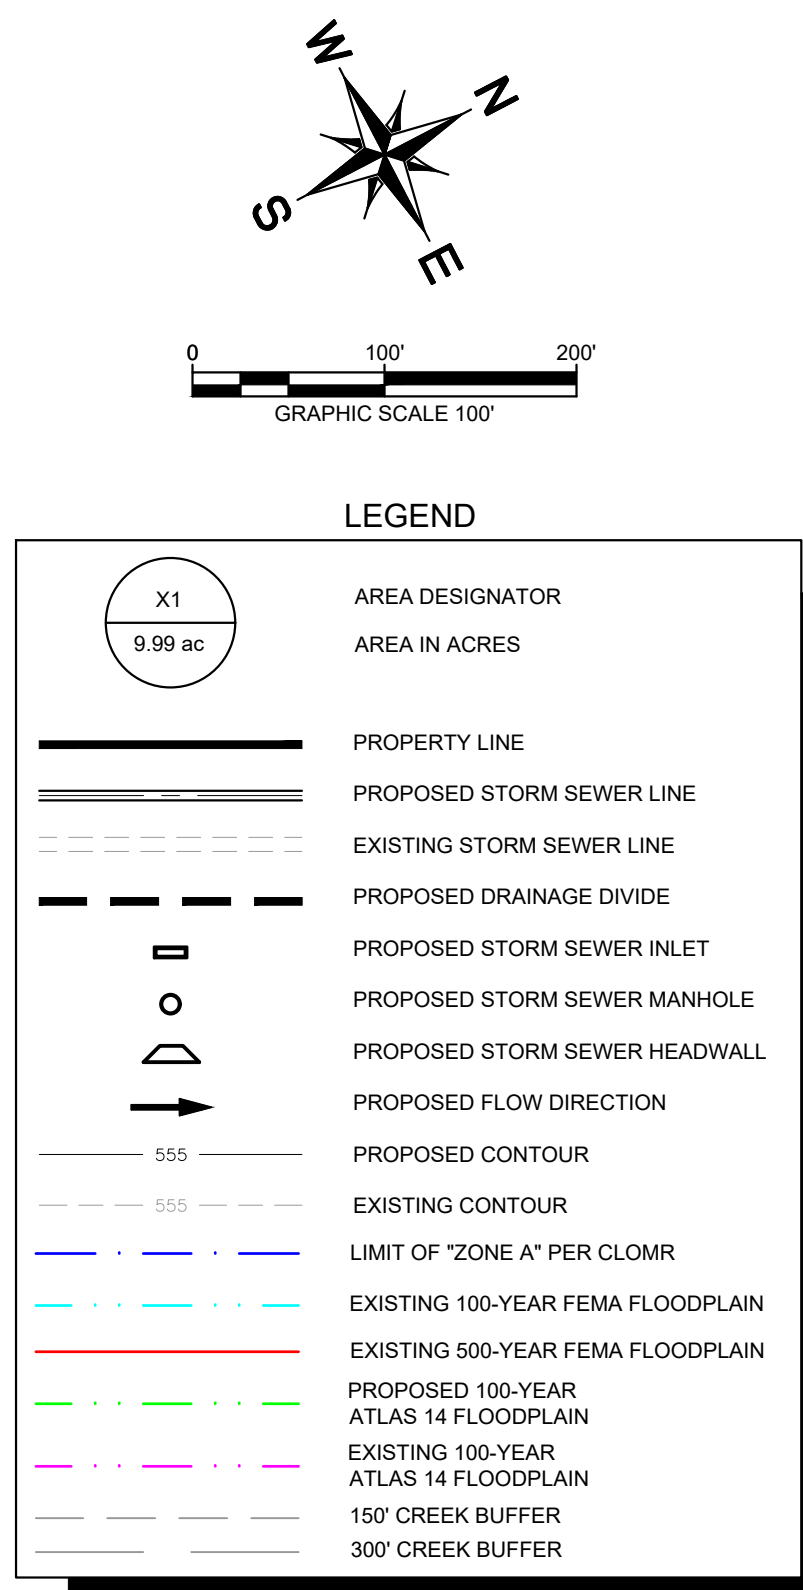 W
N
S
E
0 100' 200'
GRAPHIC SCALE 100'
LEGEND
X1
9.99 ac
AREA DESIGNATOR
AREA IN ACRES
PROPERTY LINE
PROPOSED STORM SEWER LINE
EXISTING STORM SEWER LINE
PROPOSED DRAINAGE DIVIDE
PROPOSED STORM SEWER INLET
PROPOSED STORM SEWER MANHOLE
PROPOSED STORM SEWER HEADWALL
PROPOSED FLOW DIRECTION
555 PROPOSED CONTOUR
555 EXISTING CONTOUR
LIMIT OF "ZONE A" PER CLOMR
EXISTING 100-YEAR FEMA FLOODPLAIN
EXISTING 500-YEAR FEMA FLOODPLAIN
PROPOSED 100-YEAR
ATLAS 14 FLOODPLAIN
EXISTING 100-YEAR
ATLAS 14 FLOODPLAIN
150' CREEK BUFFER
300' CREEK BUFFER